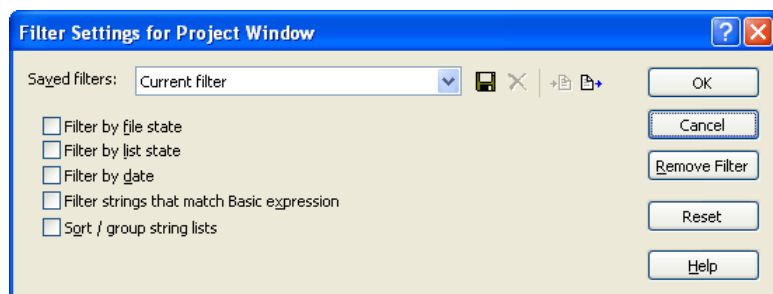 Filter Settings for Project Window
Saved filters: Current filter
OK
Filter by file state
Cancel
Filter by list state
Filter by date
Remove Filter
Filter strings that match Basic expression
Sort / group string lists
Reset
Help